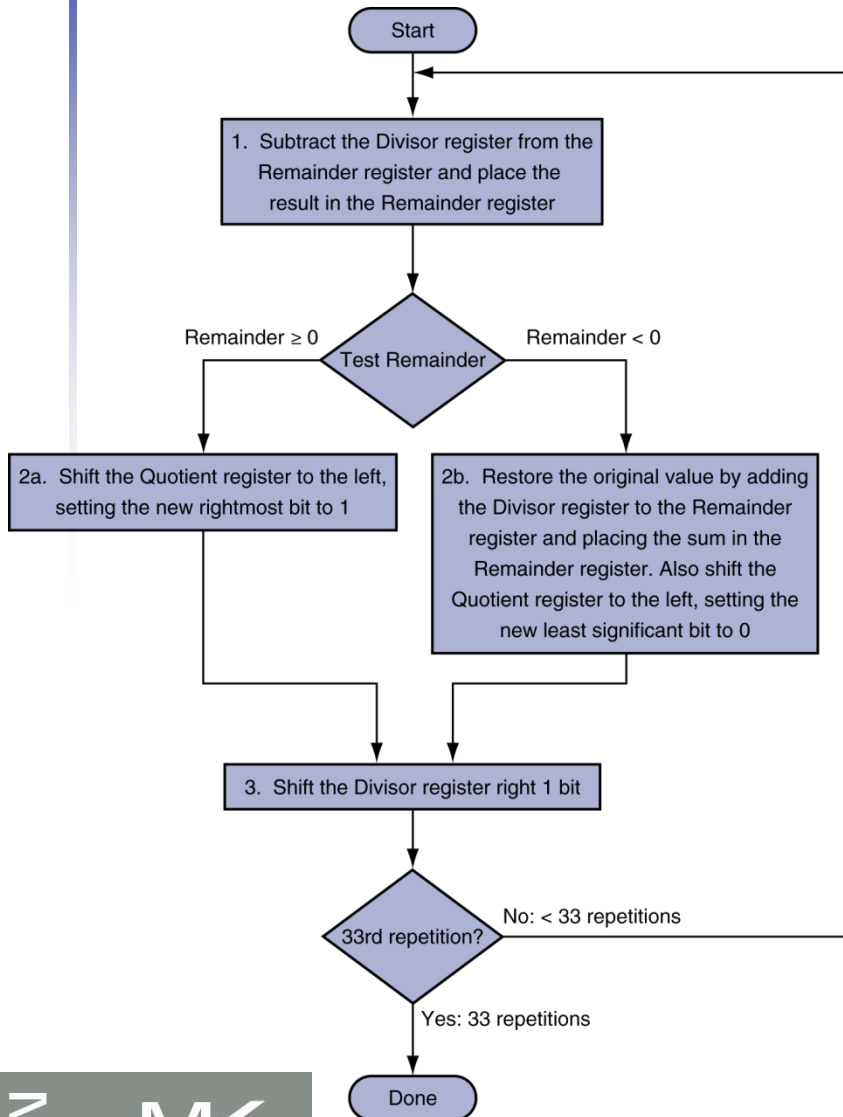 Start
1. Subtract the Divisor register from the
Remainder register and place the
result in the Remainder register
Remainder ≥ 0
Remainder < 0
Test Remainder
2a. Shift the Quotient register to the left,
setting the new rightmost bit to 1
2b. Restore the original value by adding
the Divisor register to the Remainder
register and placing the sum in the
Remainder register. Also shift the
Quotient register to the left, setting the
new least significant bit to 0
3. Shift the Divisor register right 1 bit
33rd repetition?
No: < 33 repetitions
Yes: 33 repetitions
Done